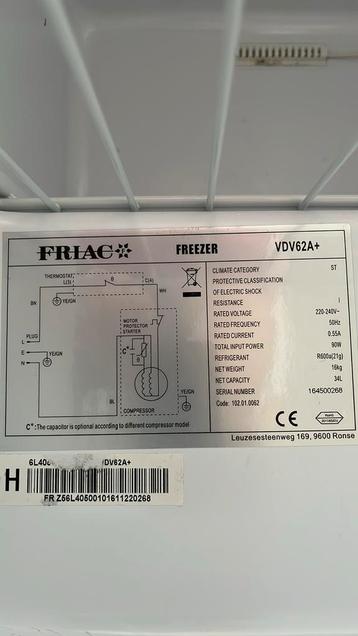 FRIAC
FREEZER
VDV62A+
THERMOSTAT
L(3)
θ
C(4)
BN
YE/GN
WH
MOTOR
PROTECTOR
STARTER
C*
θ
PLUG
L
E
N
YE/GN
BL
YE/GN
COMPRESSOR
C*:The capacitor is optional according to different compressor model
CLIMATE CATEGORY ST
PROTECTIVE CLASSIFICATION
OF ELECTRIC SHOCK
RESISTANCE I
RATED VOLTAGE 220-240V~
RATED FREQUENCY 50Hz
RATED CURRENT 0.55A
TOTAL INPUT POWER 90W
REFRIGERANT R600a(21g)
NET WEIGHT 16kg
NET CAPACITY 34L
SERIAL NUMBER 164500268
Code: 102.01.0062
CE
RoHS
Leuzesesteenweg 169, 9600 Ronse
VDV62A+
H
FR Z56L40500101611220268